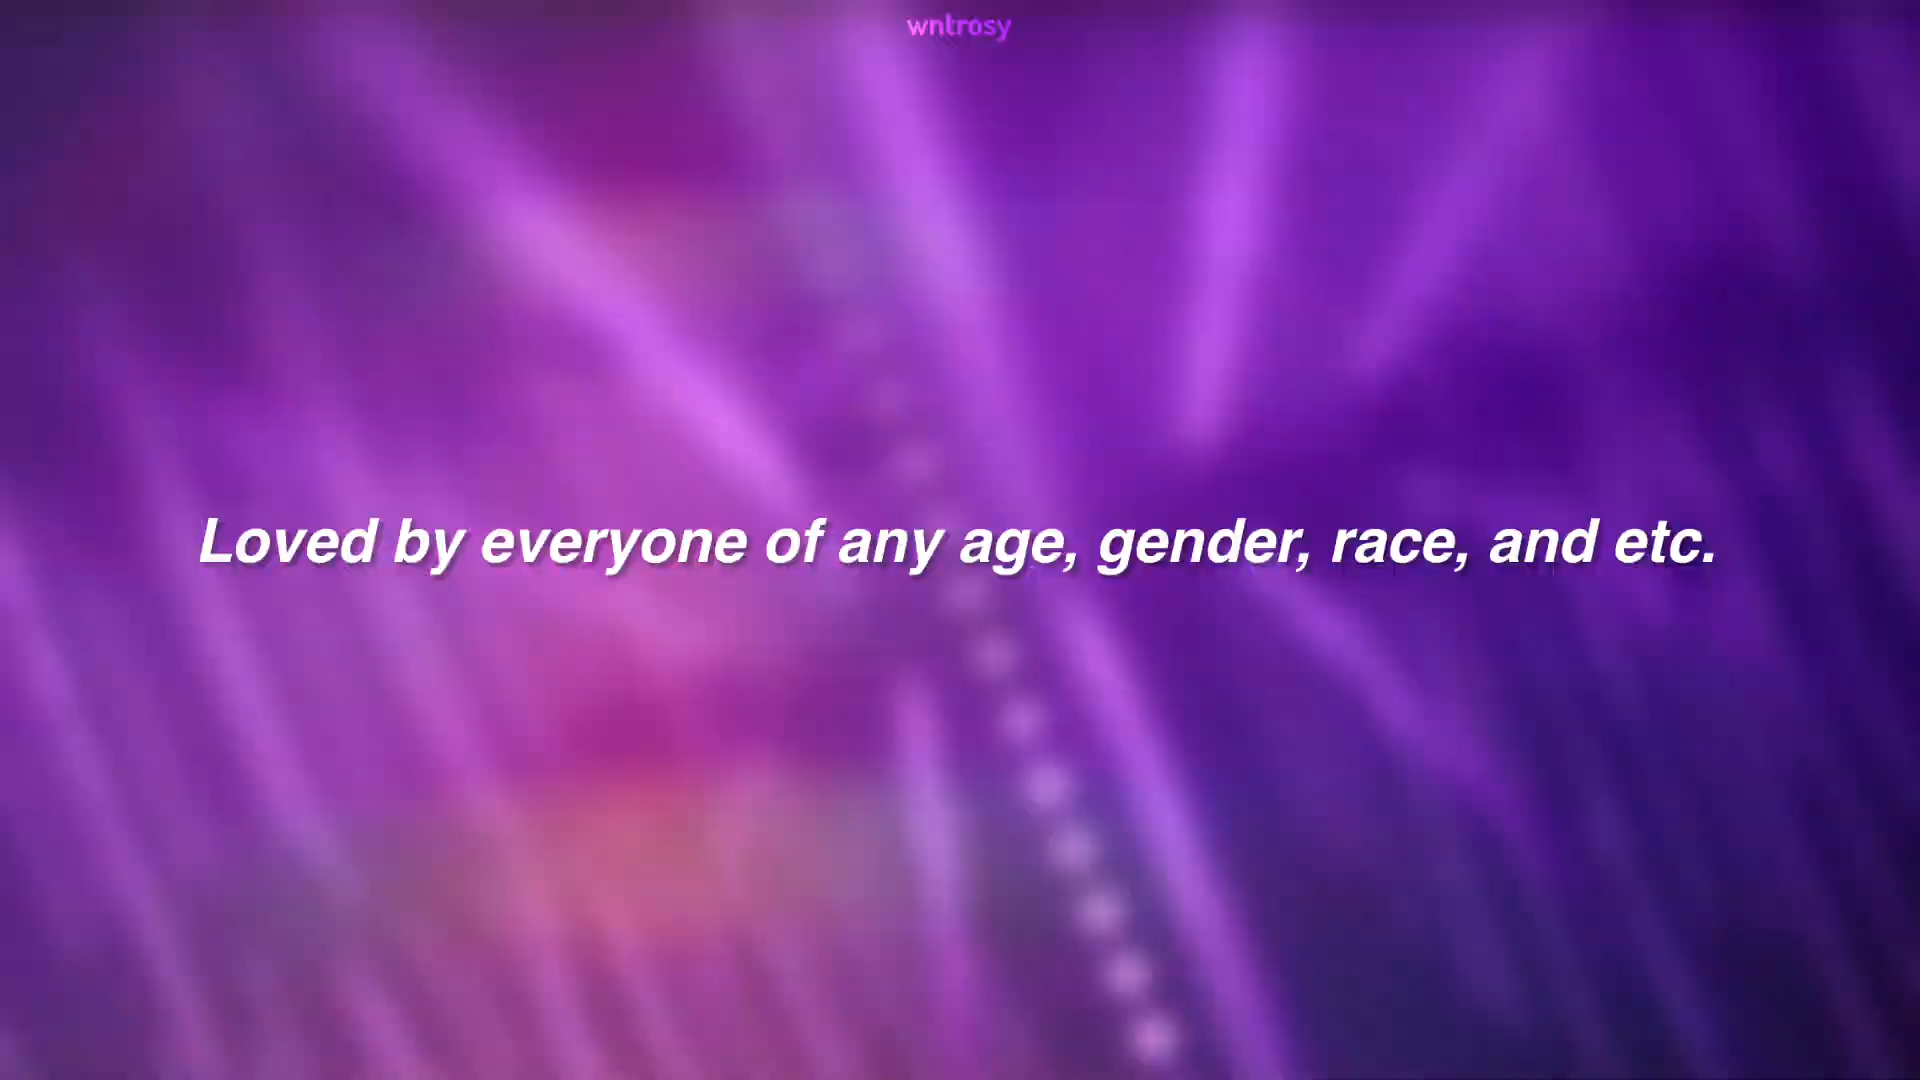 wntrosy
Loved by everyone of any age, gender, race, and etc.